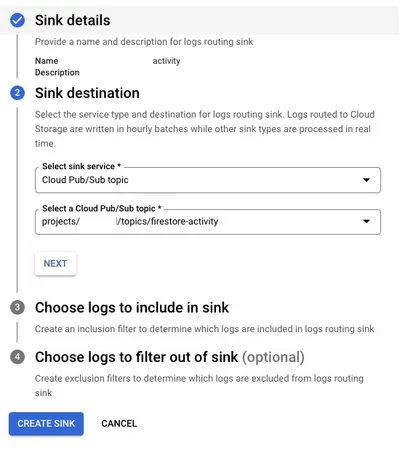 Sink details
Provide a name and description for logs routing sink
Name activity
Description
2 Sink destination
Select the service type and destination for logs routing sink. Logs routed to Cloud
Storage are written in hourly batches while other sink types are processed in real
time.
Select sink service *
Cloud Pub/Sub topic
Select a Cloud Pub/Sub topic *
projects/ /topics/firestore-activity
NEXT
3 Choose logs to include in sink
Create an inclusion filter to determine which logs are included in logs routing sink
4 Choose logs to filter out of sink (optional)
Create exclusion filters to determine which logs are excluded from logs routing
sink
CREATE SINK CANCEL